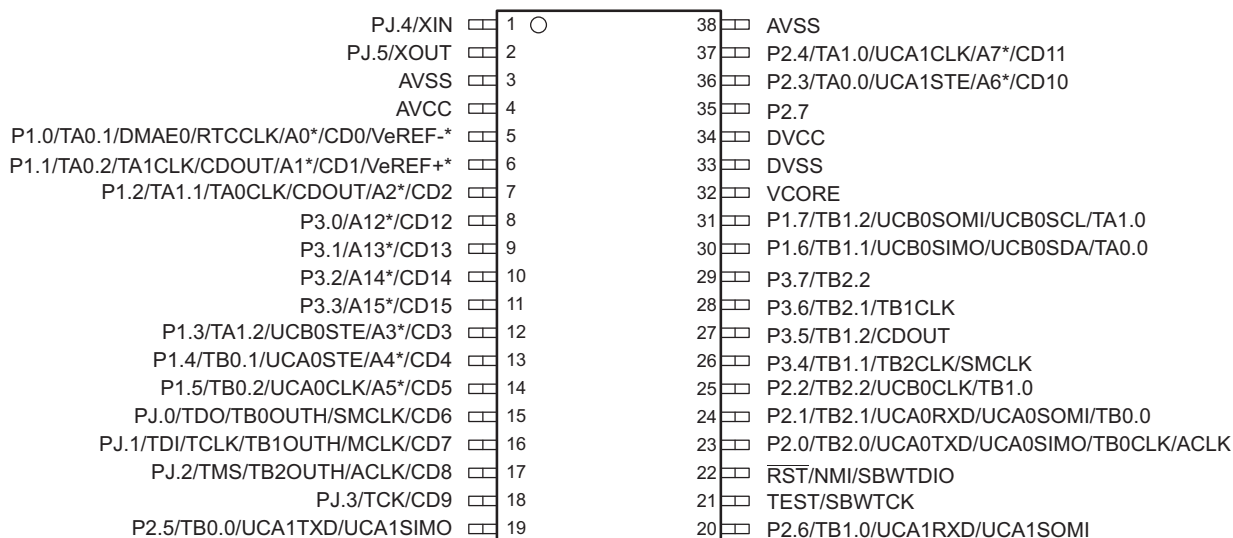 PJ.4/XIN 1 38 AVSS
PJ.5/XOUT 2 37 P2.4/TA1.0/UCA1CLK/A7*/CD11
AVSS 3 36 P2.3/TA0.0/UCA1STE/A6*/CD10
AVCC 4 35 P2.7
P1.0/TA0.1/DMAE0/RTCCLK/A0*/CD0/VeREF-* 5 34 DVCC
P1.1/TA0.2/TA1CLK/CDOUT/A1*/CD1/VeREF+* 6 33 DVSS
P1.2/TA1.1/TA0CLK/CDOUT/A2*/CD2 7 32 VCORE
P3.0/A12*/CD12 8 31 P1.7/TB1.2/UCB0SOMI/UCB0SCL/TA1.0
P3.1/A13*/CD13 9 30 P1.6/TB1.1/UCB0SIMO/UCB0SDA/TA0.0
P3.2/A14*/CD14 10 29 P3.7/TB2.2
P3.3/A15*/CD15 11 28 P3.6/TB2.1/TB1CLK
P1.3/TA1.2/UCB0STE/A3*/CD3 12 27 P3.5/TB1.2/CDOUT
P1.4/TB0.1/UCA0STE/A4*/CD4 13 26 P3.4/TB1.1/TB2CLK/SMCLK
P1.5/TB0.2/UCA0CLK/A5*/CD5 14 25 P2.2/TB2.2/UCB0CLK/TB1.0
PJ.0/TDO/TB0OUTH/SMCLK/CD6 15 24 P2.1/TB2.1/UCA0RXD/UCA0SOMI/TB0.0
PJ.1/TDI/TCLK/TB1OUTH/MCLK/CD7 16 23 P2.0/TB2.0/UCA0TXD/UCA0SIMO/TB0CLK/ACLK
PJ.2/TMS/TB2OUTH/ACLK/CD8 17 22 RST/NMI/SBWTDIO
PJ.3/TCK/CD9 18 21 TEST/SBWTCK
P2.5/TB0.0/UCA1TXD/UCA1SIMO 19 20 P2.6/TB1.0/UCA1RXD/UCA1SOMI